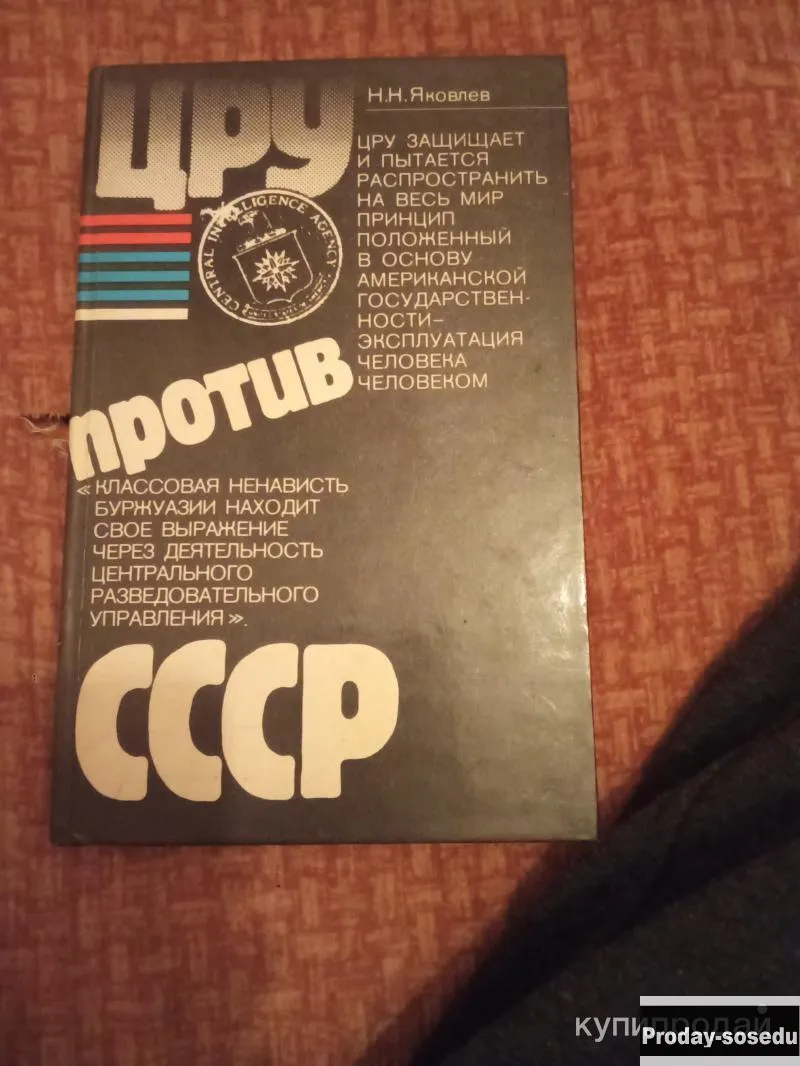 ЦРУ
Н.Н.Яковлев
ЦРУ ЗАЩИЩАЕТ
И ПЫТАЕТСЯ
РАСПРОСТРАНИТЬ
НА ВЕСЬ МИР
ПРИНЦИП
ПОЛОЖЕННЫЙ
В ОСНОВУ
АМЕРИКАНСКОЙ
ГОСУДАРСТВЕН-
НОСТИ–
ЭКСПЛУАТАЦИЯ
ЧЕЛОВЕКА
ЧЕЛОВЕКОМ
CENTRAL INTELLIGENCE AGENCY
против
«КЛАССОВАЯ НЕНАВИСТЬ
БУРЖУАЗИИ НАХОДИТ
СВОЕ ВЫРАЖЕНИЕ
ЧЕРЕЗ ДЕЯТЕЛЬНОСТЬ
ЦЕНТРАЛЬНОГО
РАЗВЕДОВАТЕЛЬНОГО
УПРАВЛЕНИЯ».
СССР
купипродай
Proday-sosedu